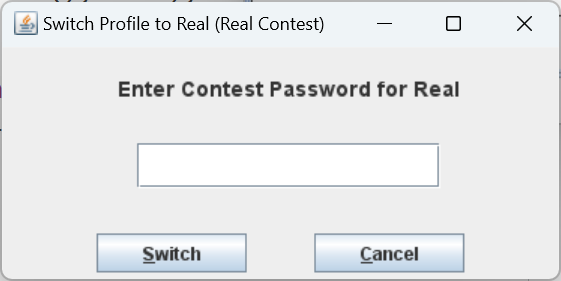 Switch Profile to Real (Real Contest)
Enter Contest Password for Real
Switch
Cancel